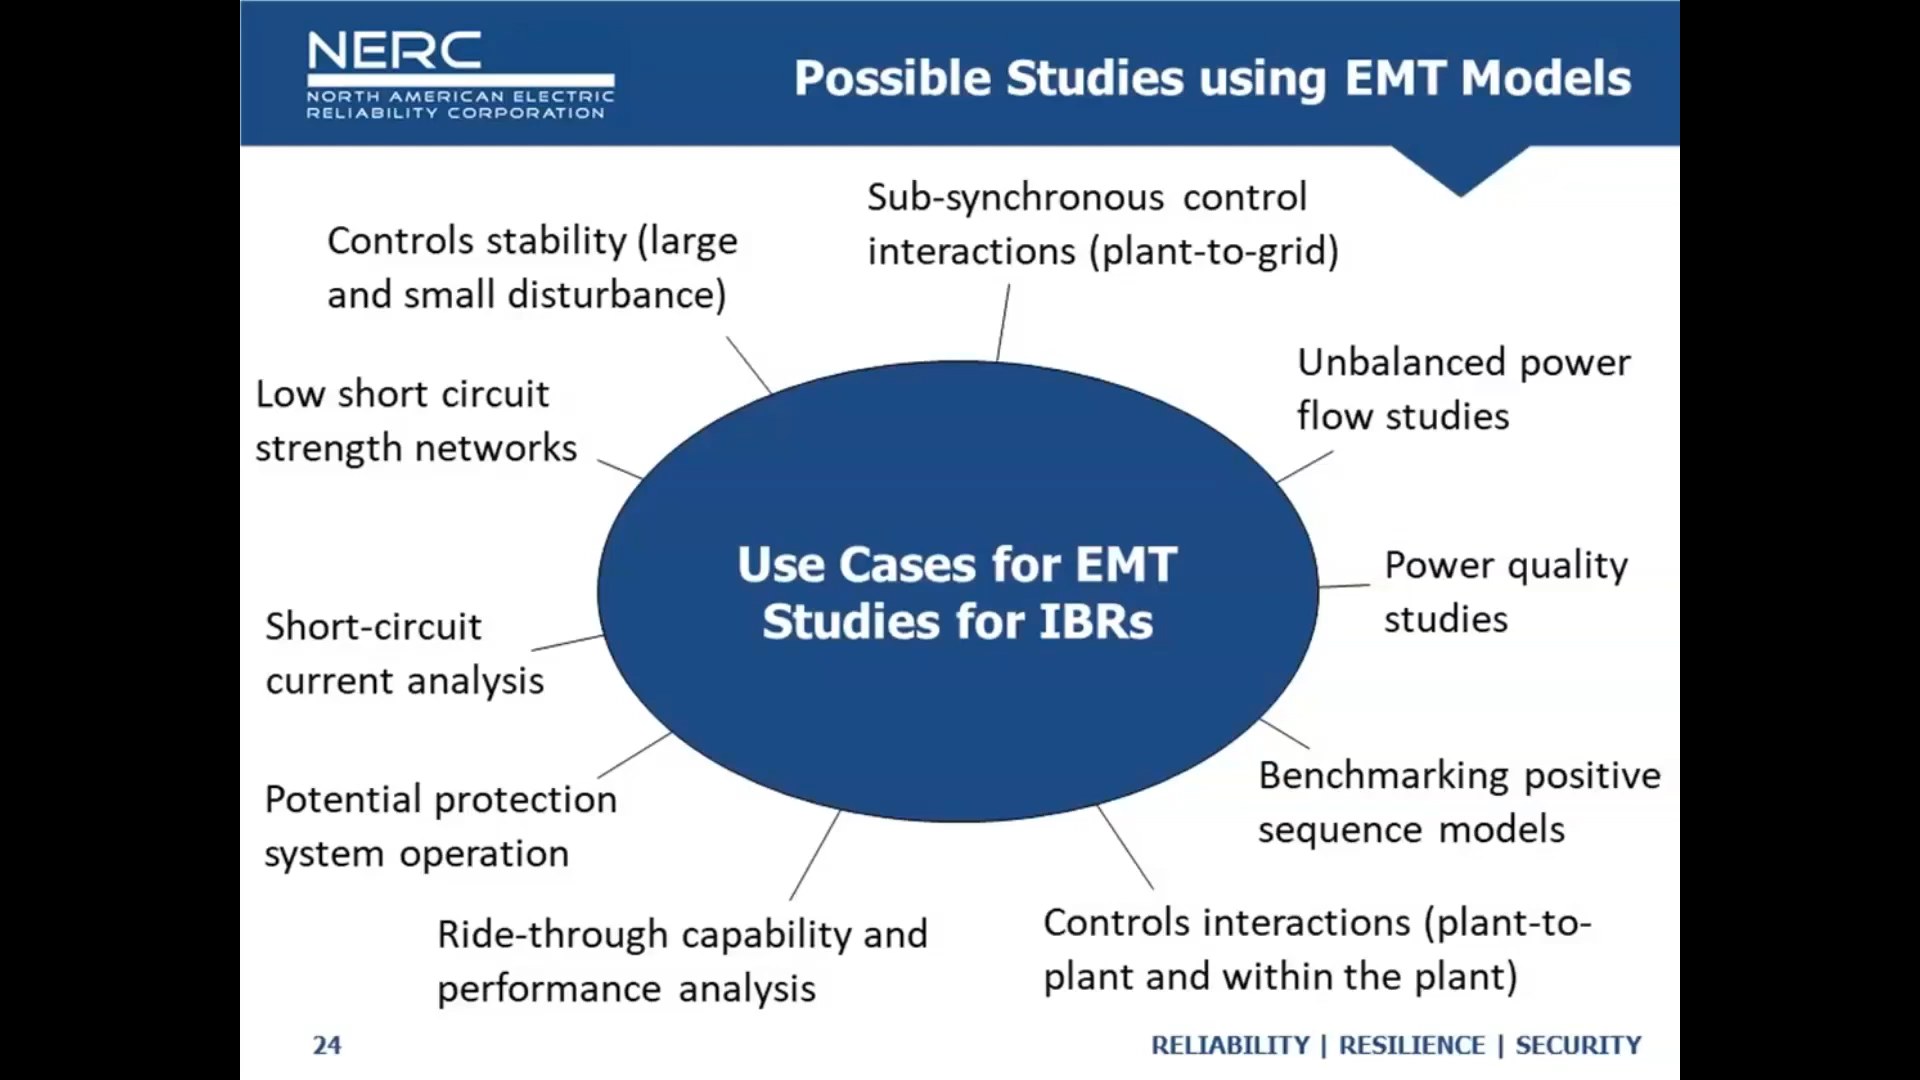 NERC
NORTH AMERICAN ELECTRIC
RELIABILITY CORPORATION
Possible Studies using EMT Models
Sub-synchronous control
interactions (plant-to-grid)
Controls stability (large
and small disturbance)
Unbalanced power
flow studies
Low short circuit
strength networks
Use Cases for EMT
Studies for IBRs
Power quality
studies
Short-circuit
current analysis
Benchmarking positive
sequence models
Potential protection
system operation
Controls interactions (plant-to-
plant and within the plant)
Ride-through capability and
performance analysis
24
RELIABILITY | RESILIENCE | SECURITY